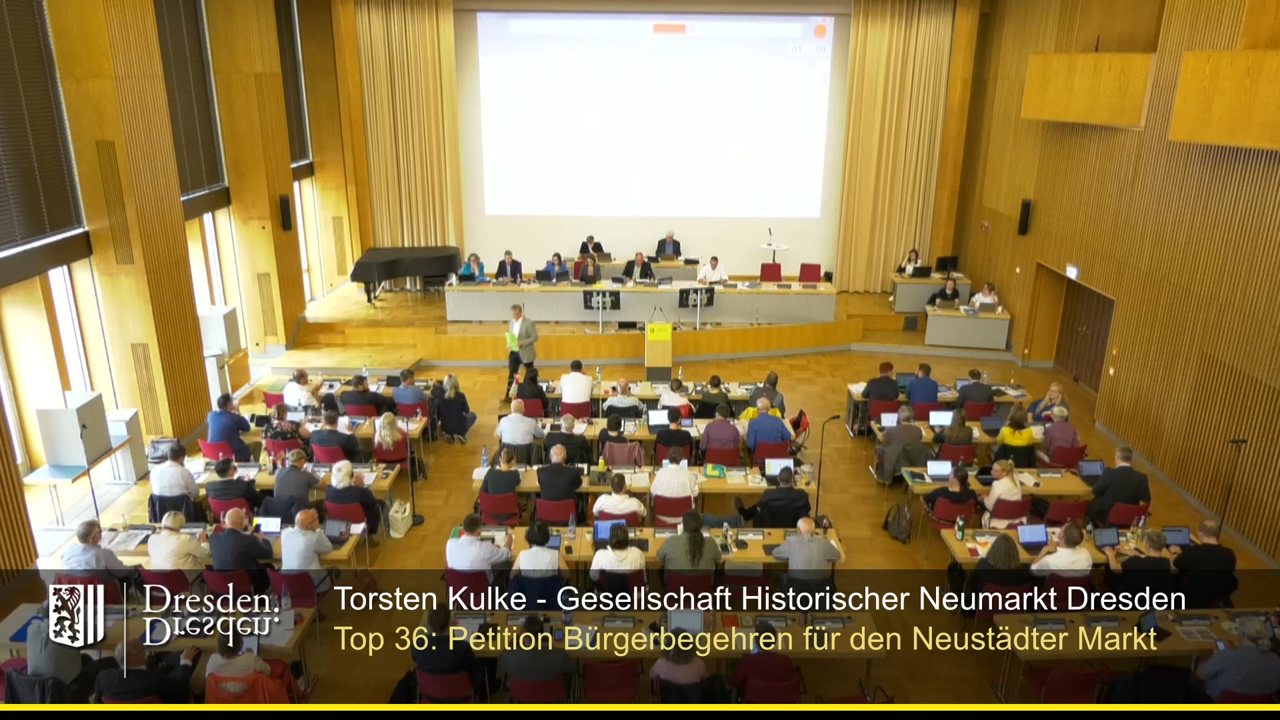 Dresden.
Dresden.
Torsten Kulke - Gesellschaft Historischer Neumarkt Dresden
Top 36: Petition Bürgerbegehren für den Neustädter Markt